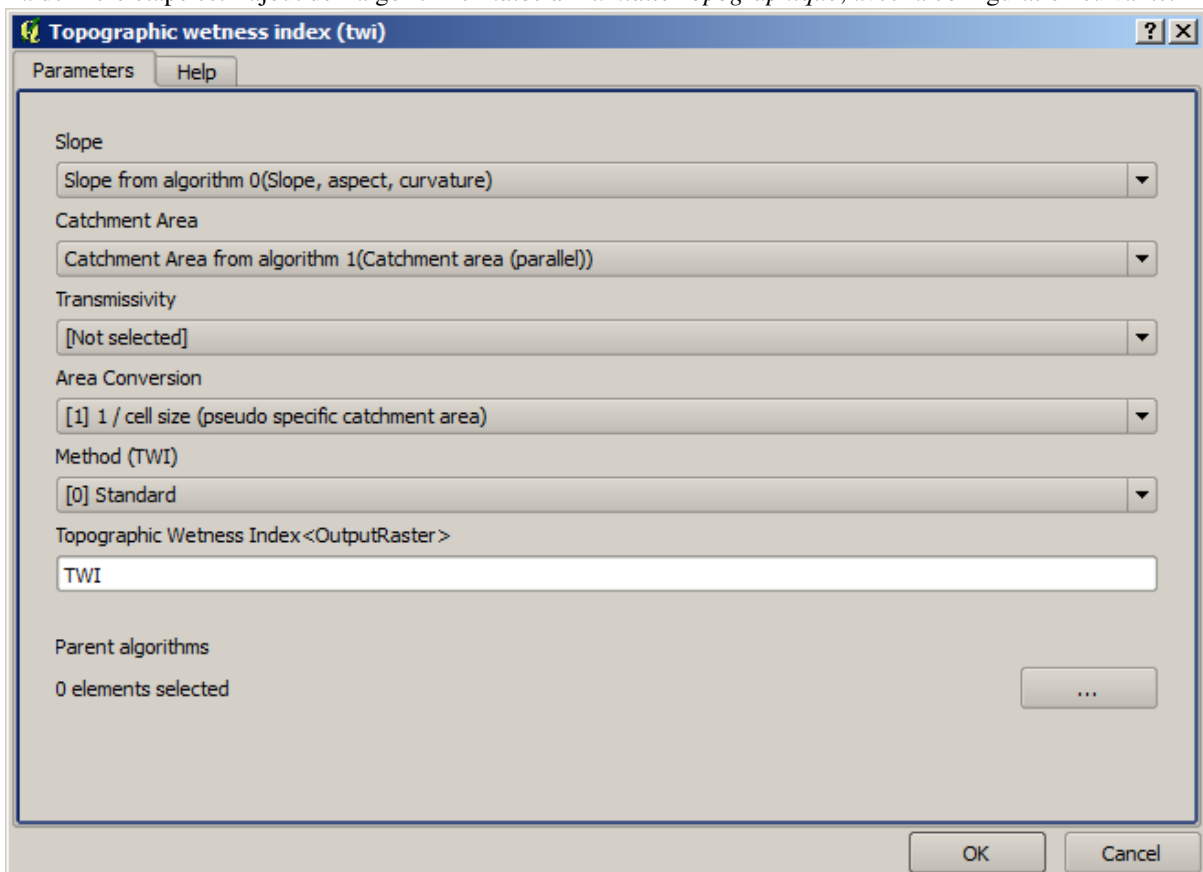 Topographic wetness index (twi)
Parameters Help
Slope
Slope from algorithm 0(Slope, aspect, curvature)
Catchment Area
Catchment Area from algorithm 1(Catchment area (parallel))
Transmissivity
[Not selected]
Area Conversion
[1] 1 / cell size (pseudo specific catchment area)
Method (TWI)
[0] Standard
Topographic Wetness Index<OutputRaster>
TWI
Parent algorithms
0 elements selected
...
OK Cancel